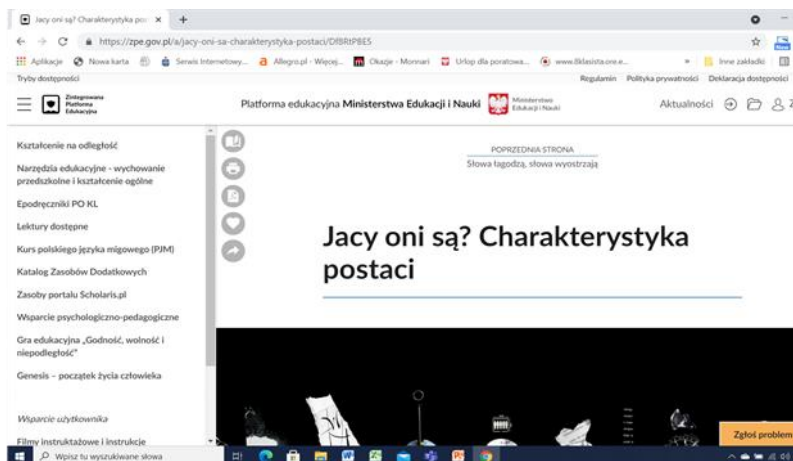 Jacy oni są? Charakterystyka pos
https://zpe.gov.pl/a/jacy-oni-sa-charakterystyka-postaci/DfBRtPBE5
Aplikacje Nowa karta Serwis Internetowy... Allegro.pl - Więcej... Okazje - Monnari Urlop dla poratowa... www.8klasista.ore.e... » Inne zakładki
Tryby dostępności Regulamin Polityka prywatności Deklaracja dostępności
Zintegrowana
Platforma
Edukacyjna
Platforma edukacyjna Ministerstwa Edukacji i Nauki
Ministerstwo
Edukacji i Nauki
Aktualności
Kształcenie na odległość
Narzędzia edukacyjne - wychowanie
przedszkolne i kształcenie ogólne
Epodręczniki PO KL
Lektury dostępne
Kurs polskiego języka migowego (PJM)
Katalog Zasobów Dodatkowych
Zasoby portalu Scholaris.pl
Wsparcie psychologiczno-pedagogiczne
Gra edukacyjna „Godność, wolność i
niepodległość"
Genesis – początek życia człowieka
Wsparcie użytkownika
Filmy instruktażowe i instrukcje
POPRZEDNIA STRONA
Słowa łagodzą, słowa wyostrzają
Jacy oni są? Charakterystyka
postaci
Zgłoś problem
Wpisz tu wyszukiwane słowa